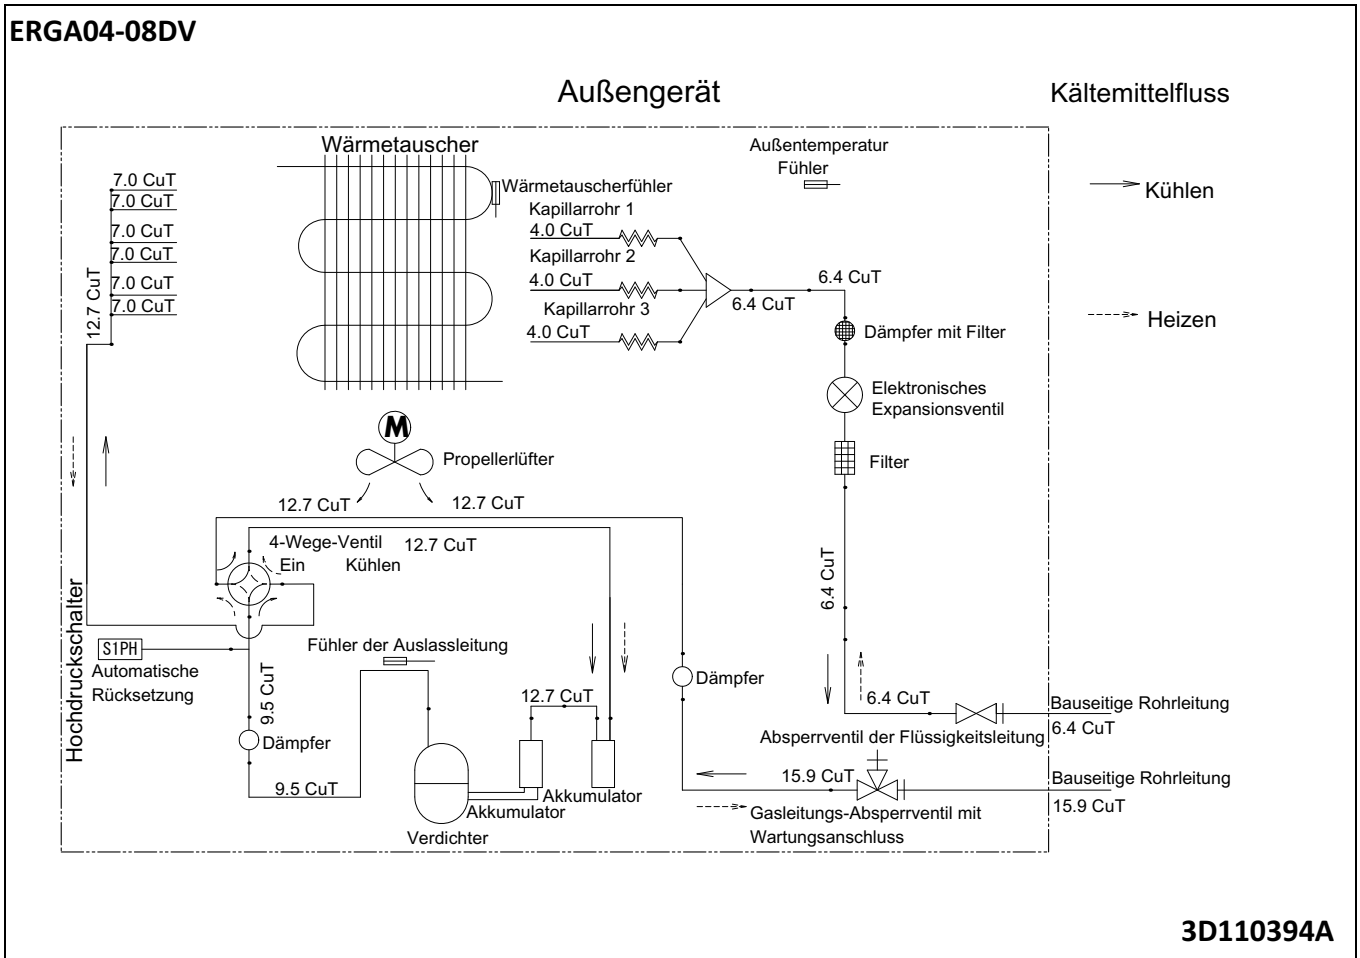 ERGA04-08DV
Außengerät
Kältemittelfluss
Wärmetauscher
Außentemperatur
Fühler
7.0 CuT
7.0 CuT
7.0 CuT
7.0 CuT
7.0 CuT
7.0 CuT
12.7 CuT
Wärmetauscherfühler
Kapillarrohr 1
4.0 CuT
Kapillarrohr 2
4.0 CuT
Kapillarrohr 3
4.0 CuT
6.4 CuT
6.4 CuT
Kühlen
Heizen
Dämpfer mit Filter
Elektronisches
Expansionsventil
Filter
M
Propellerlüfter
12.7 CuT
12.7 CuT
4-Wege-Ventil
12.7 CuT
Ein
Kühlen
6.4 CuT
Hochdruckschalter
S1PH
Automatische
Rücksetzung
9.5 CuT
Fühler der Auslassleitung
Dämpfer
12.7 CuT
Dämpfer
6.4 CuT
Bauseitige Rohrleitung
6.4 CuT
Absperrventil der Flüssigkeitsleitung
9.5 CuT
15.9 CuT
Bauseitige Rohrleitung
15.9 CuT
Akkumulator
Akkumulator
Verdichter
Gasleitungs-Absperrventil mit
Wartungsanschluss
3D110394A